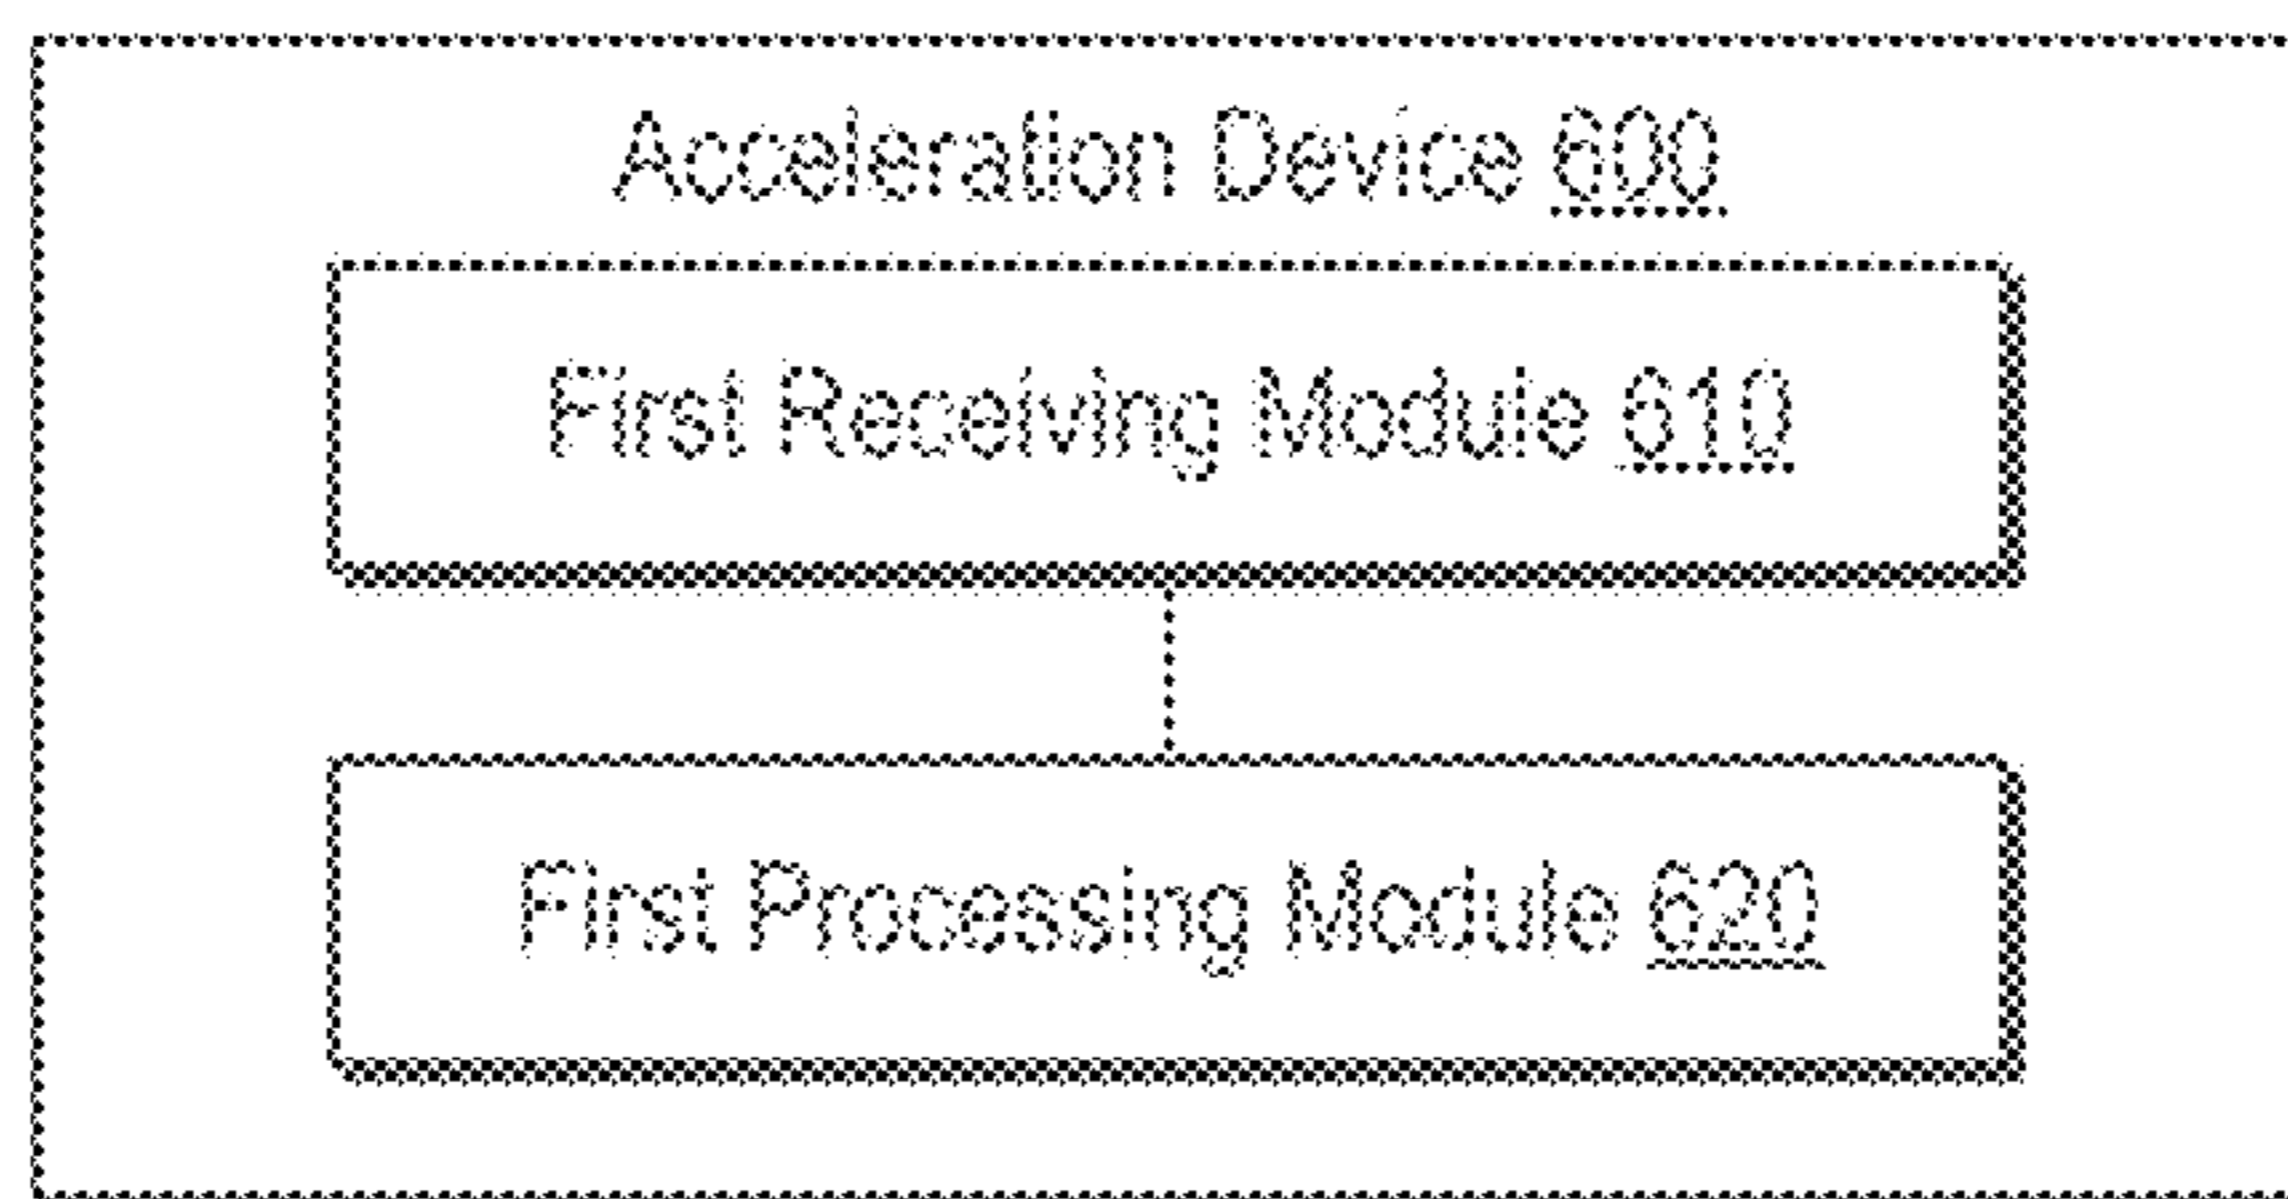 Acceleration Device 600
First Receiving Module 610
First Processing Module 620